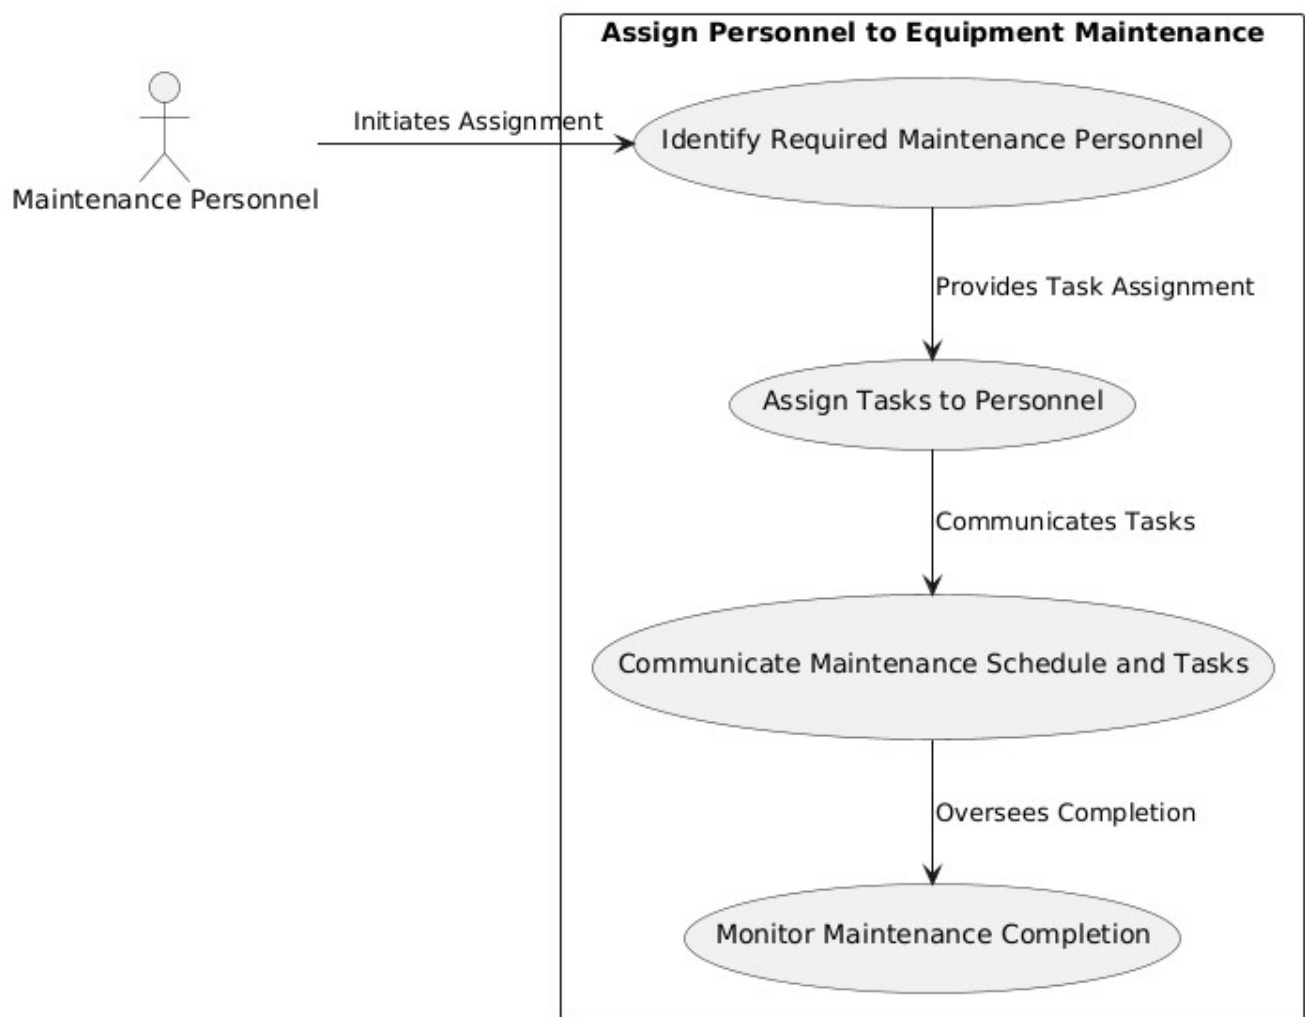 Assign Personnel to Equipment Maintenance
Initiates Assignment
Identify Required Maintenance Personnel
Maintenance Personnel
Provides Task Assignment
Assign Tasks to Personnel
Communicates Tasks
Communicate Maintenance Schedule and Tasks
Oversees Completion
Monitor Maintenance Completion